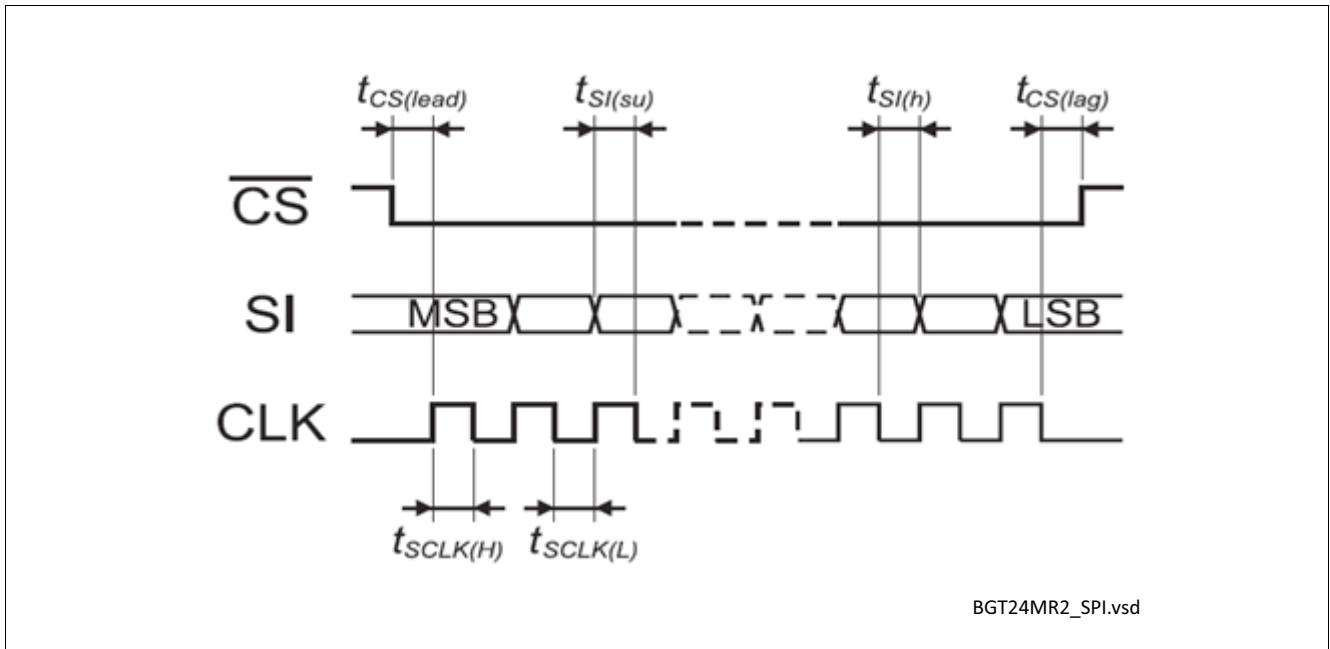 tCS(lead) tSI(su) tSI(h) tCS(lag)
CS
SI MSB LSB
CLK
tSCLK(H) tSCLK(L)
BGT24MR2_SPI.vsd